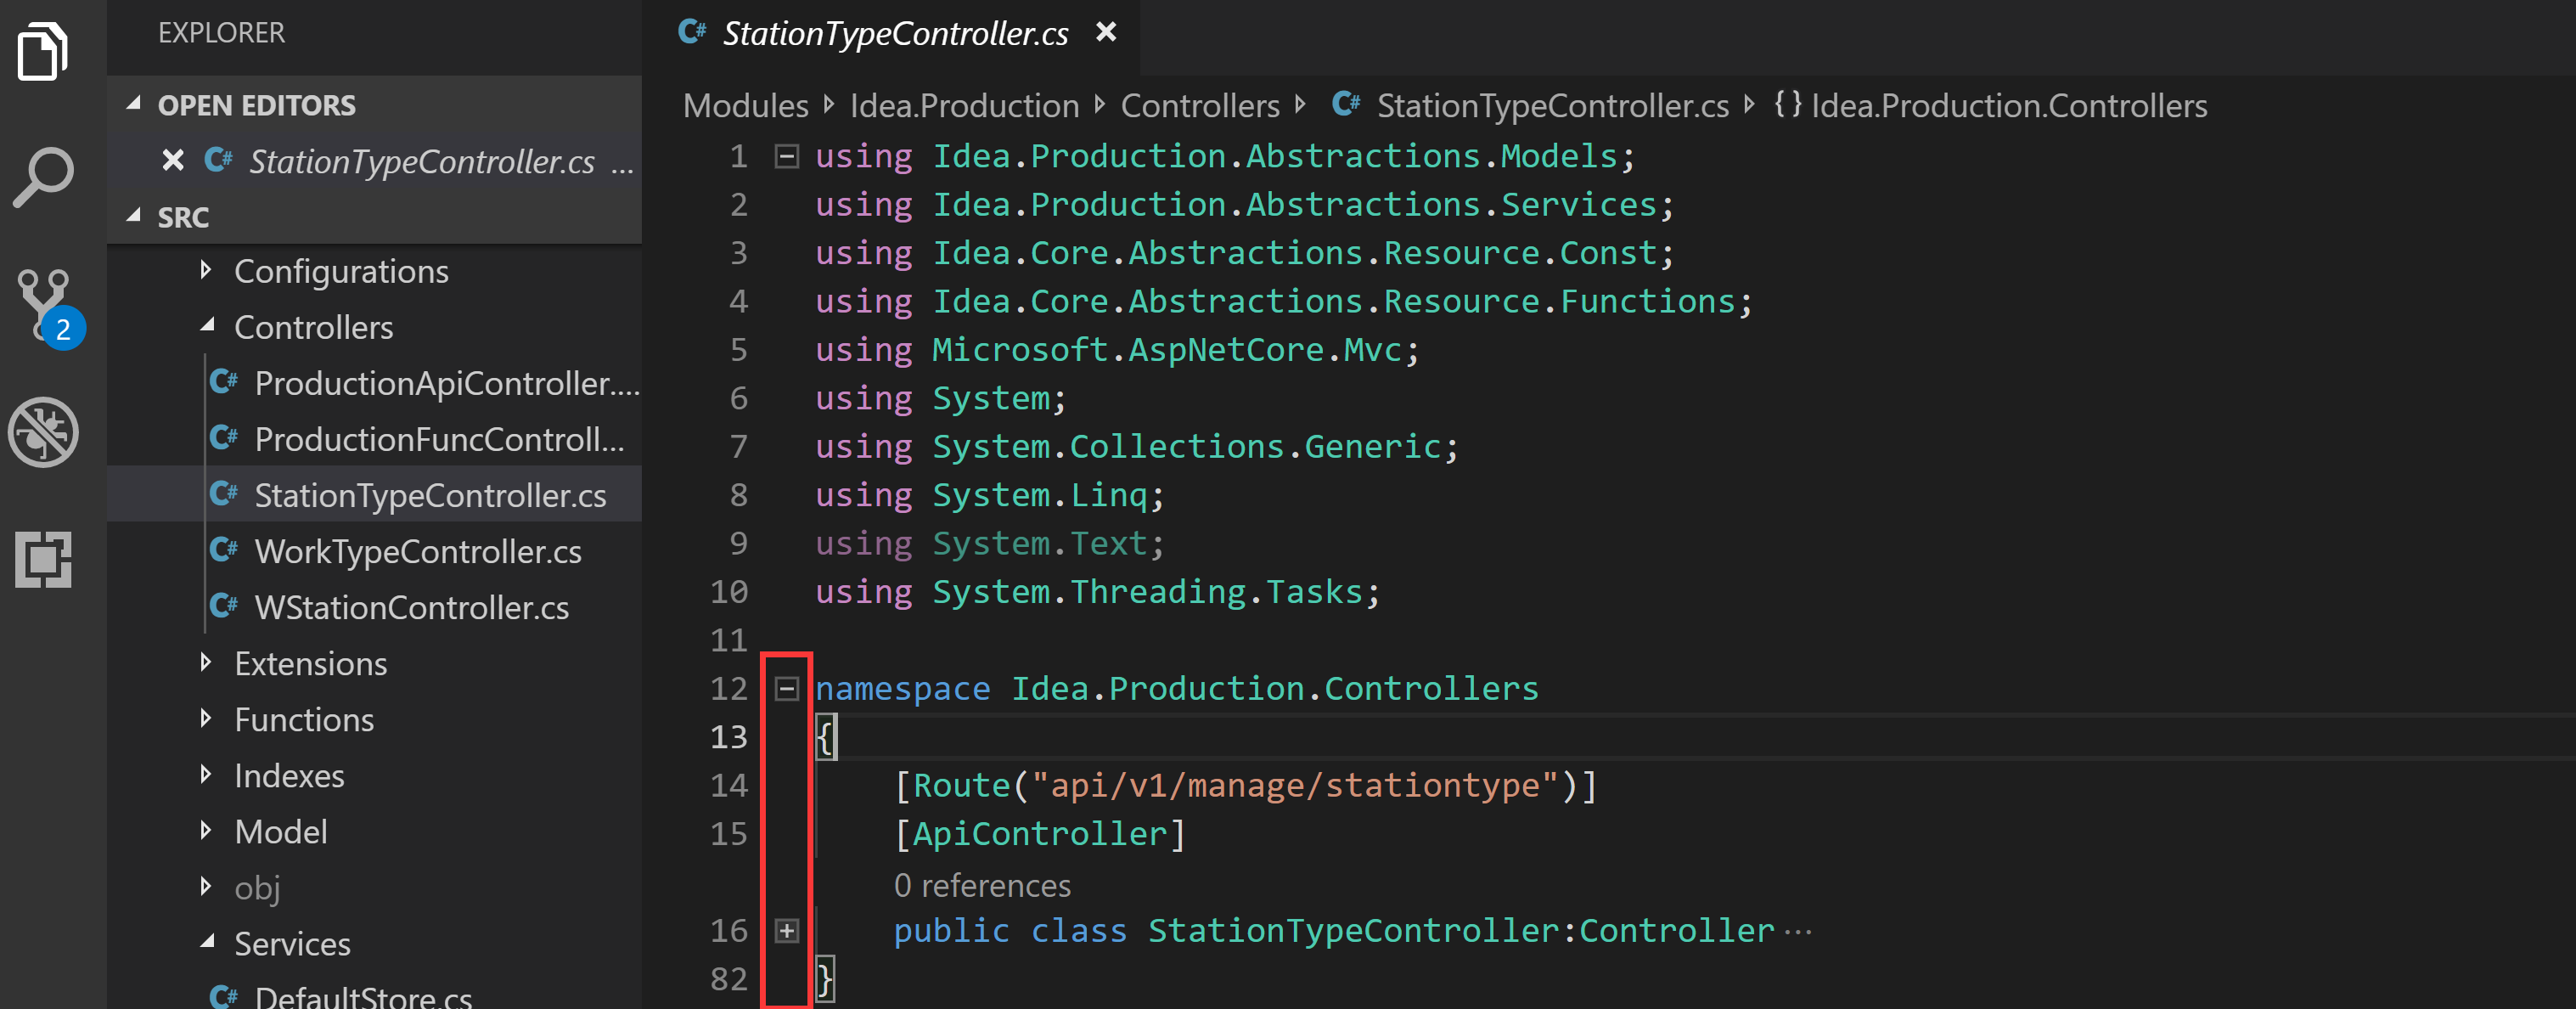 EXPLORER
OPEN EDITORS
StationTypeController.cs ...
SRC
Configurations
Controllers
ProductionApiController....
ProductionFuncControll...
StationTypeController.cs
WorkTypeController.cs
WStationController.cs
Extensions
Functions
Indexes
Model
obj
Services
DefaultStore.cs
2
StationTypeController.cs
Modules Idea.Production Controllers StationTypeController.cs {} Idea.Production.Controllers
1 using Idea.Production.Abstractions.Models;
2 using Idea.Production.Abstractions.Services;
3 using Idea.Core.Abstractions.Resource.Const;
4 using Idea.Core.Abstractions.Resource.Functions;
5 using Microsoft.AspNetCore.Mvc;
6 using System;
7 using System.Collections.Generic;
8 using System.Linq;
9 using System.Text;
10 using System.Threading.Tasks;
11
12 namespace Idea.Production.Controllers
13 {
14 [Route("api/v1/manage/stationtype")]
15 [ApiController]
0 references
16 public class StationTypeController:Controller...
82 }